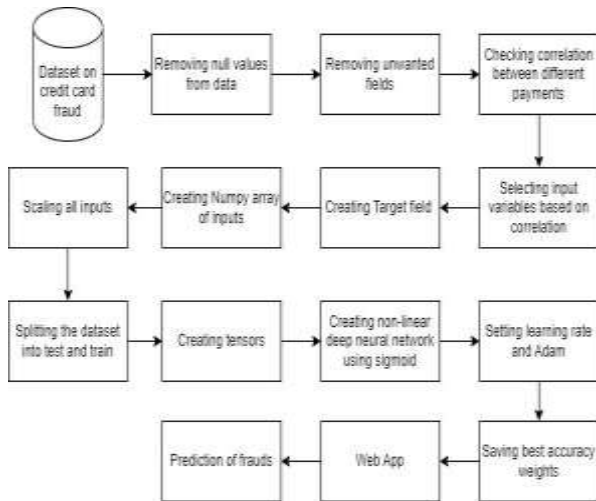 Dataset on
credit card
fraud
Removing null values
from data
Removing unwanted
fields
Checking correlation
between different
payments
Selecting input
variables based on
correlation
Creating Target field
Creating Numpy array
of inputs
Scaling all inputs
Splitting the dataset
into test and train
Creating tensors
Creating non-linear
deep neural network
using sigmoid
Setting learning rate
and Adam
Saving best accuracy
weights
Web App
Prediction of frauds